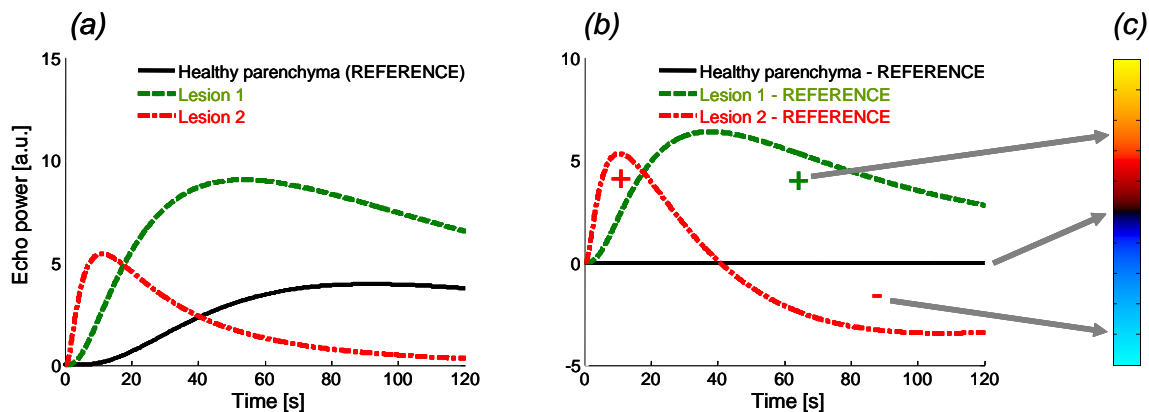 (a)
(b)
(c)
15
10
5
0
Echo power [a.u.]
Healthy parenchyma (REFERENCE)
Lesion 1
Lesion 2
0 20 40 60 80 100 120
Time [s]
10
5
0
-5
Healthy parenchyma - REFERENCE
Lesion 1 - REFERENCE
Lesion 2 - REFERENCE
+
+
-
0 20 40 60 80 100 120
Time [s]